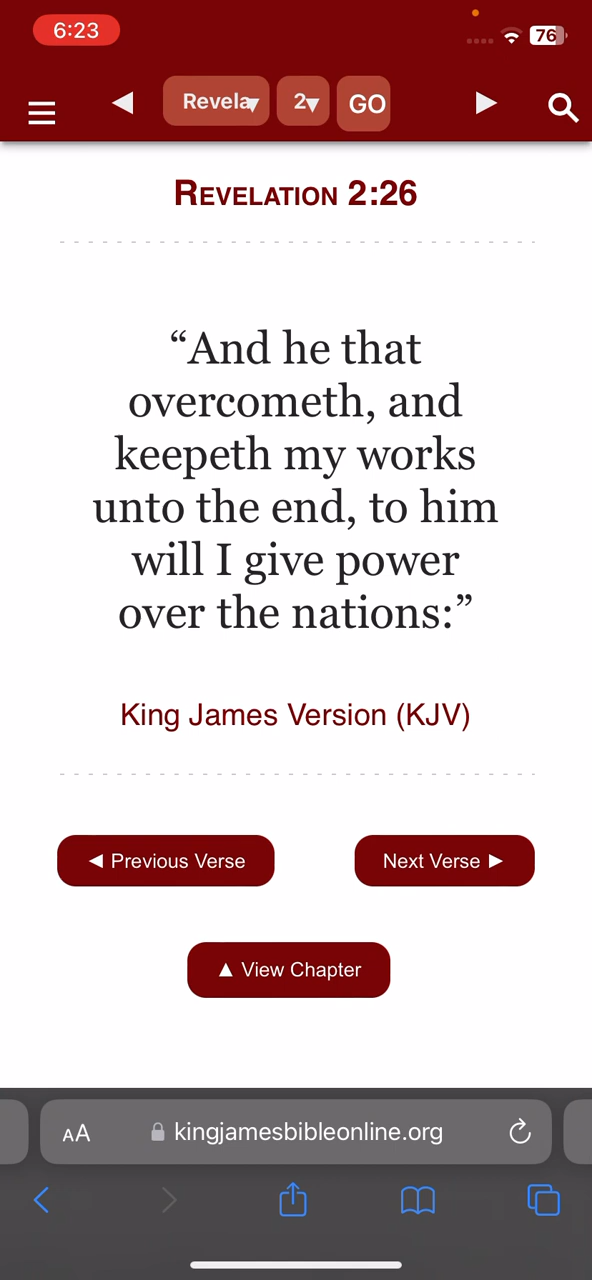 6:23
76
Revela
2
GO
REVELATION 2:26
“And he that
overcometh, and
keepeth my works
unto the end, to him
will I give power
over the nations:”
King James Version (KJV)
◄ Previous Verse
Next Verse ►
▲ View Chapter
AA
kingjamesbibleonline.org